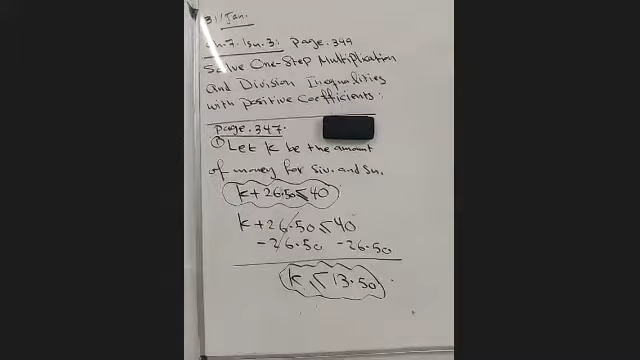 31/Jan.
ch.7. lsn.3: page.349
Solve One-Step Multiplication
and Division Inequalities
with positive Coefficients:
page.347.
① Let k be the amount
of money for Siv. and Sn.
k+26.50≤40
k+26.50≤40
-26.50 -26.50
k≤13.50